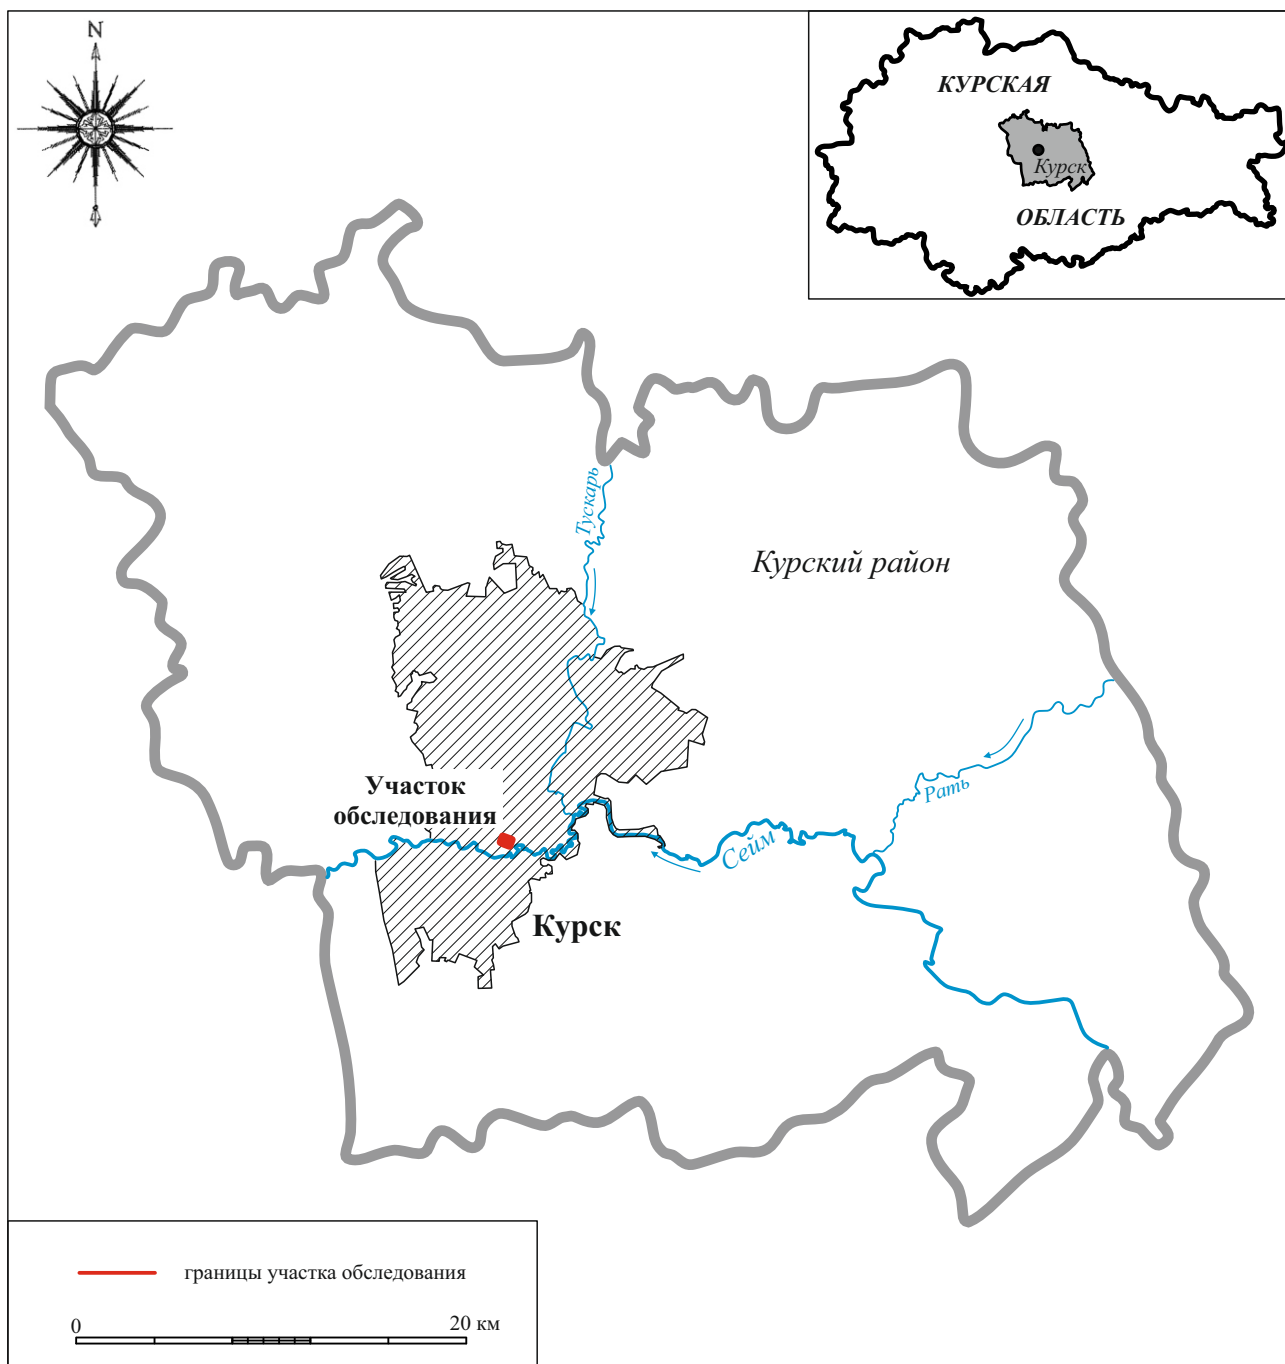 N
КУРСКАЯ
Курск
ОБЛАСТЬ
Тускарь
Курский район
Участок
обследования
Рать
Сейм
Курск
границы участка обследования
0 20 км